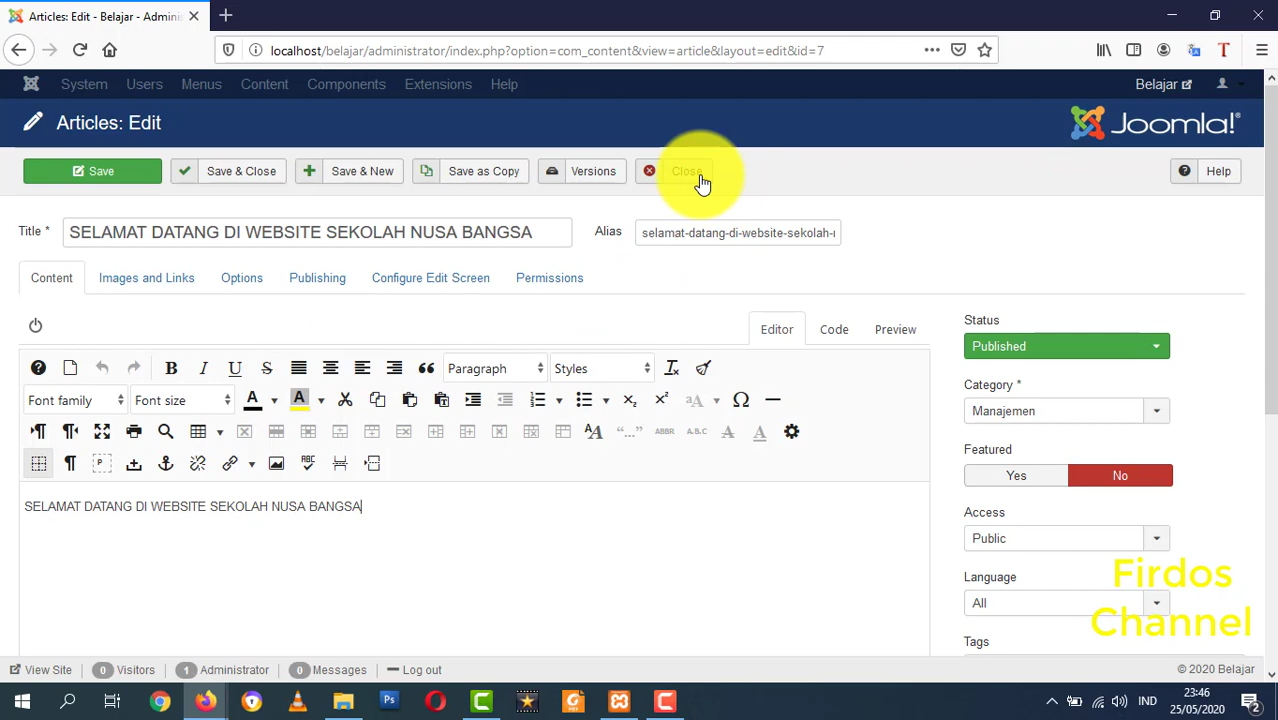 Articles: Edit - Belajar - Adminis
localhost/belajar/administrator/index.php?option=com_content&view=article&layout=edit&id=7
System Users Menus Content Components Extensions Help Belajar
Articles: Edit Joomla!®
Save Save & Close Save & New Save as Copy Versions Close Help
Title * SELAMAT DATANG DI WEBSITE SEKOLAH NUSA BANGSA Alias selamat-datang-di-website-sekolah-
Content Images and Links Options Publishing Configure Edit Screen Permissions
Editor Code Preview
Paragraph Styles
Font family Font size
SELAMAT DATANG DI WEBSITE SEKOLAH NUSA BANGSA
Status
Published
Category *
Manajemen
Featured
Yes No
Access
Public
Language
All
Tags
Firdos
Channel
View Site 0 Visitors 1 Administrator 0 Messages Log out © 2020 Belajar
IND 23:46
25/05/2020 2